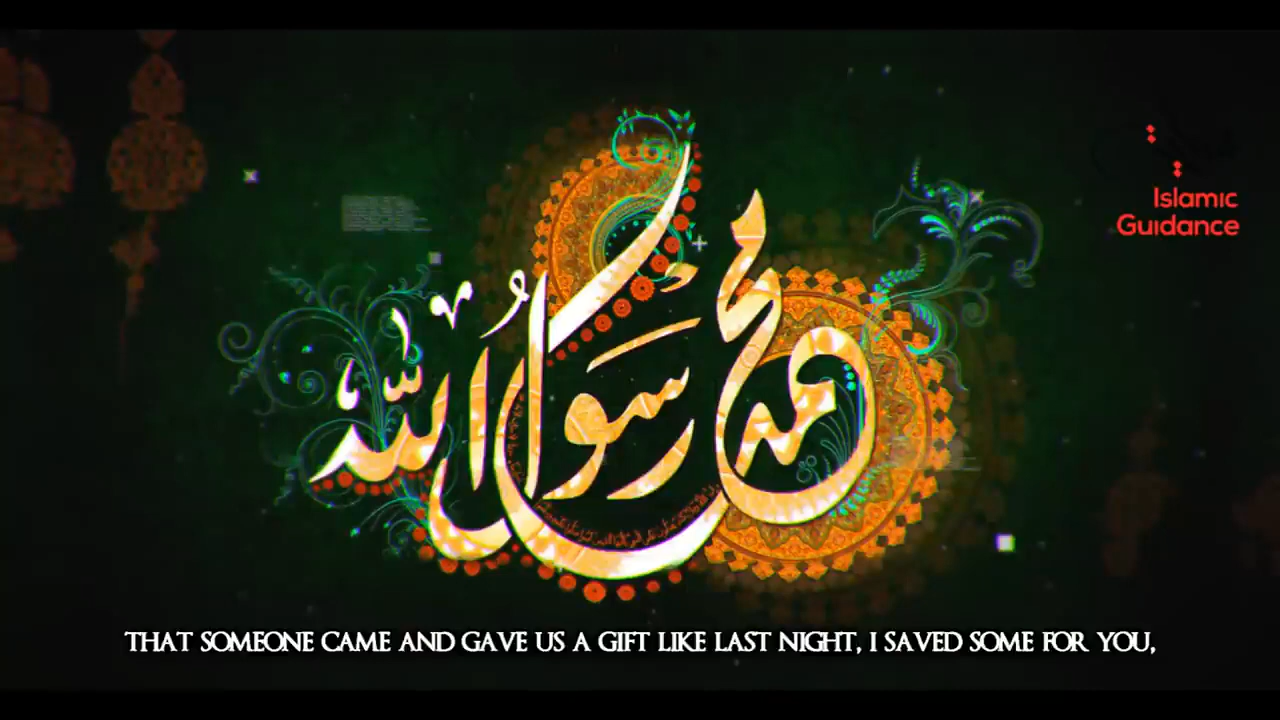 محمد رسول الله
Islamic
Guidance
THAT SOMEONE CAME AND GAVE US A GIFT LIKE LAST NIGHT, I SAVED SOME FOR YOU,